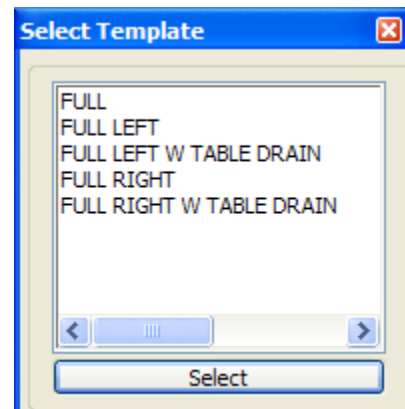 Select Template
FULL
FULL LEFT
FULL LEFT W TABLE DRAIN
FULL RIGHT
FULL RIGHT W TABLE DRAIN
Select